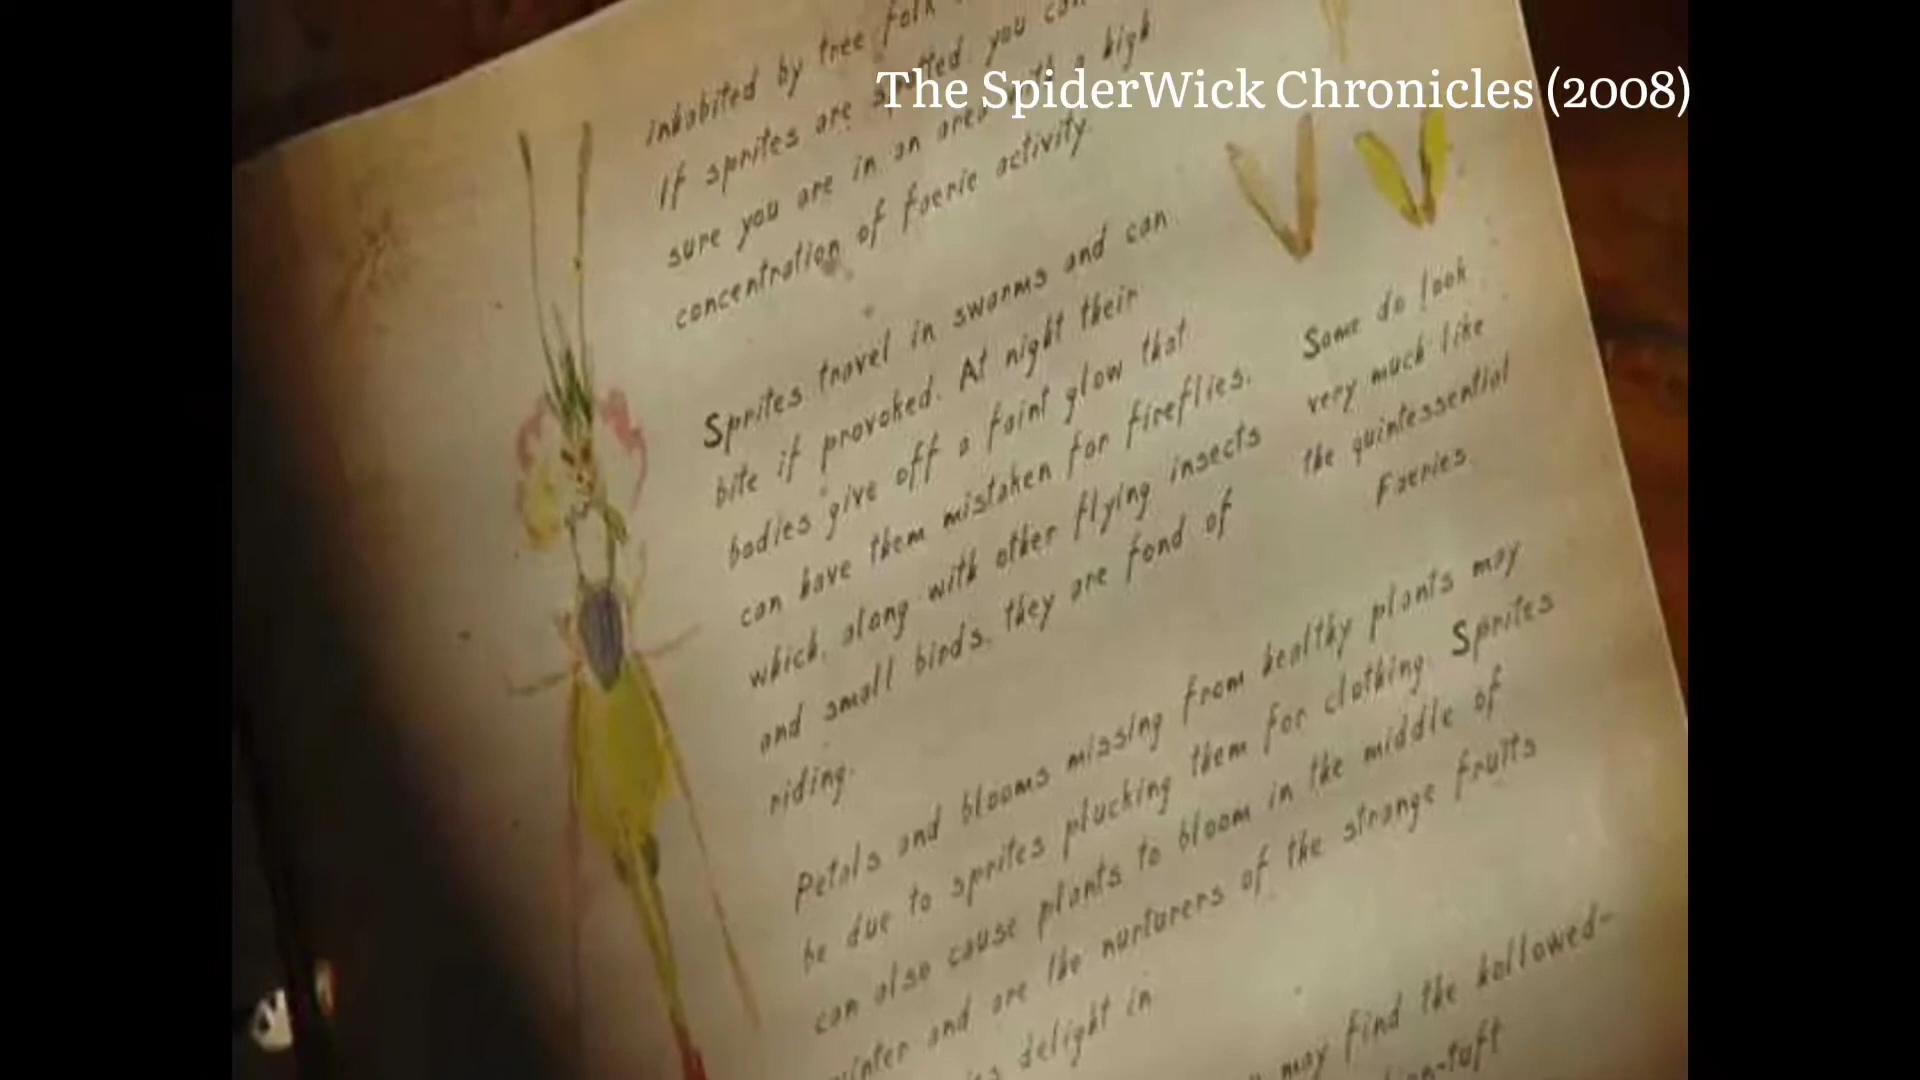 The SpiderWick Chronicles (2008)
inhabited by tree folk
If sprites are spotted, you can
sure you are in an area with a high
concentration of faerie activity.
Sprites travel in swarms and can
bite if provoked. At night their
bodies give off a faint glow that
can have them mistaken for fireflies.
which, along with other flying insects
and small birds, they are fond of
riding.
Some do look
very much like
the quintessential
Faeries.
Petals and blooms missing from healthy plants may
be due to sprites plucking them for clothing. Sprites
can also cause plants to bloom in the middle of
winter and are the nurturers of the strange fruits
delight in
may find the hollowed-